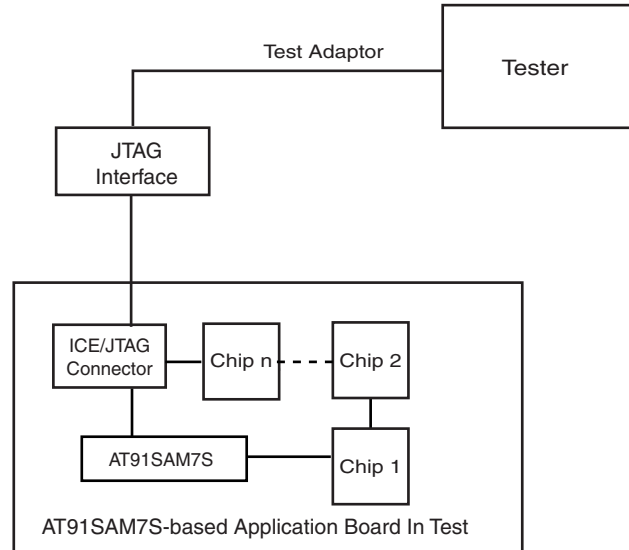 Test Adaptor
Tester
JTAG
Interface
ICE/JTAG
Connector
Chip n
Chip 2
AT91SAM7S
Chip 1
AT91SAM7S-based Application Board In Test